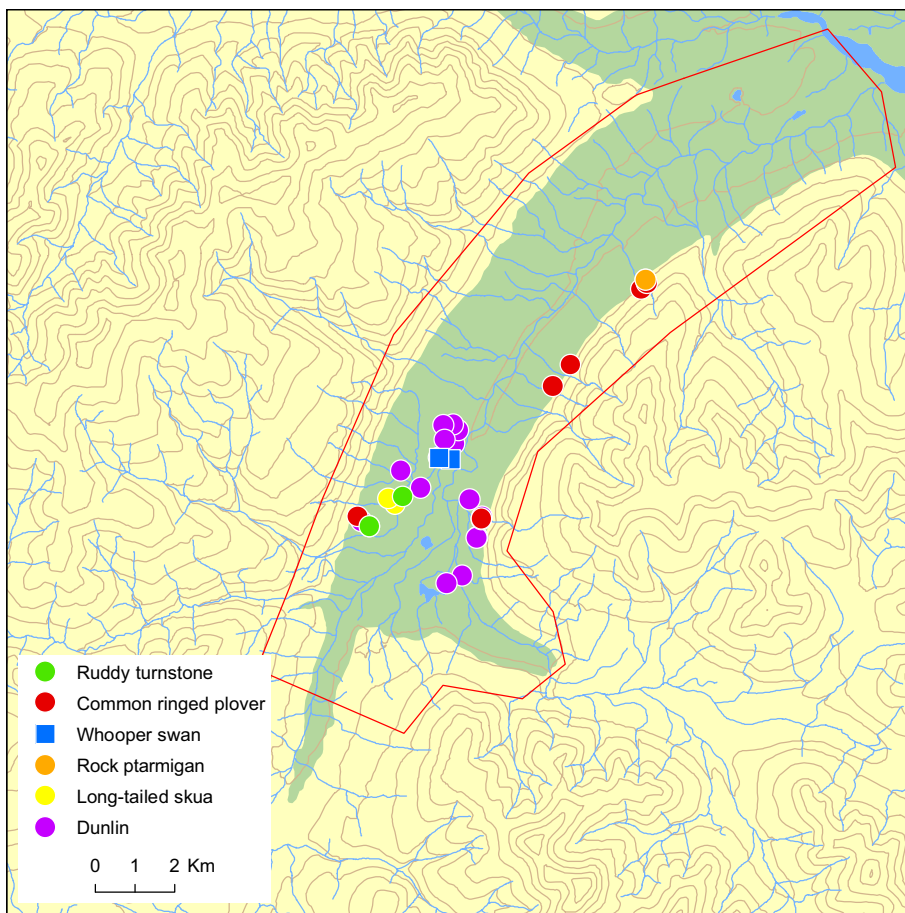 Ruddy turnstone
Common ringed plover
Whooper swan
Rock ptarmigan
Long-tailed skua
Dunlin
0 1 2 Km